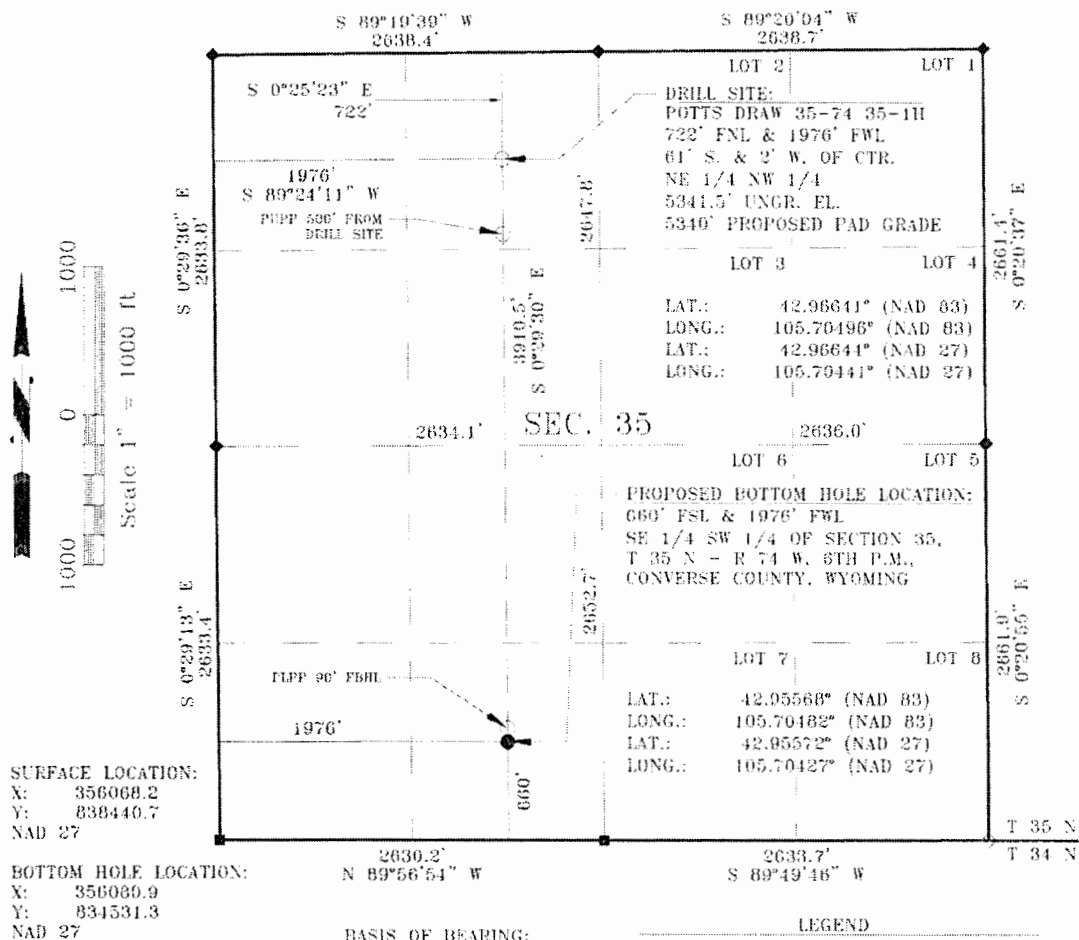 S 89°19'39" W
2638.4'
S 89°20'04" W
2638.7'
LOT 2
LOT 1
S 0°25'23" E
722'
DRILL SITE:
POTTS DRAW 35-74 35-1H
722' FNL & 1976' FWL
61' S. & 2' W. OF CTR.
NE 1/4 NW 1/4
5341.5' UNGR. EL.
5340' PROPOSED PAD GRADE
1976'
S 89°24'11" W
FROM
DRILL SITE
2647.8'
S 0°29'36" E
2633.8'
2661.4'
S 0°20'37" E
LOT 3
LOT 4
LAT.: 42.96641° (NAD 83)
LONG.: 105.70496° (NAD 83)
LAT.: 42.96644° (NAD 27)
LONG.: 105.70441° (NAD 27)
3910.5'
S 0°29'30" E
1000
0
1000
Scale 1" = 1000 ft
N
2634.1'
SEC. 35
2636.0'
LOT 6
LOT 5
PROPOSED BOTTOM HOLE LOCATION:
660' FSL & 1976' FWL
SE 1/4 SW 1/4 OF SECTION 35,
T 35 N - R 74 W, 6TH P.M.,
CONVERSE COUNTY, WYOMING
2652.7'
S 0°29'13" E
2633.4'
2661.9'
S 0°20'55" E
LOT 7
LOT 8
FBHL
1976'
660'
LAT.: 42.95568° (NAD 83)
LONG.: 105.70482° (NAD 83)
LAT.: 42.95572° (NAD 27)
LONG.: 105.70427° (NAD 27)
SURFACE LOCATION:
X: 356068.2
Y: 838440.7
NAD 27
T 35 N
T 34 N
2630.2'
N 89°56'54" W
2633.7'
S 89°49'46" W
BOTTOM HOLE LOCATION:
X: 356080.9
Y: 834531.3
NAD 27
BASIS OF BEARING:
LEGEND